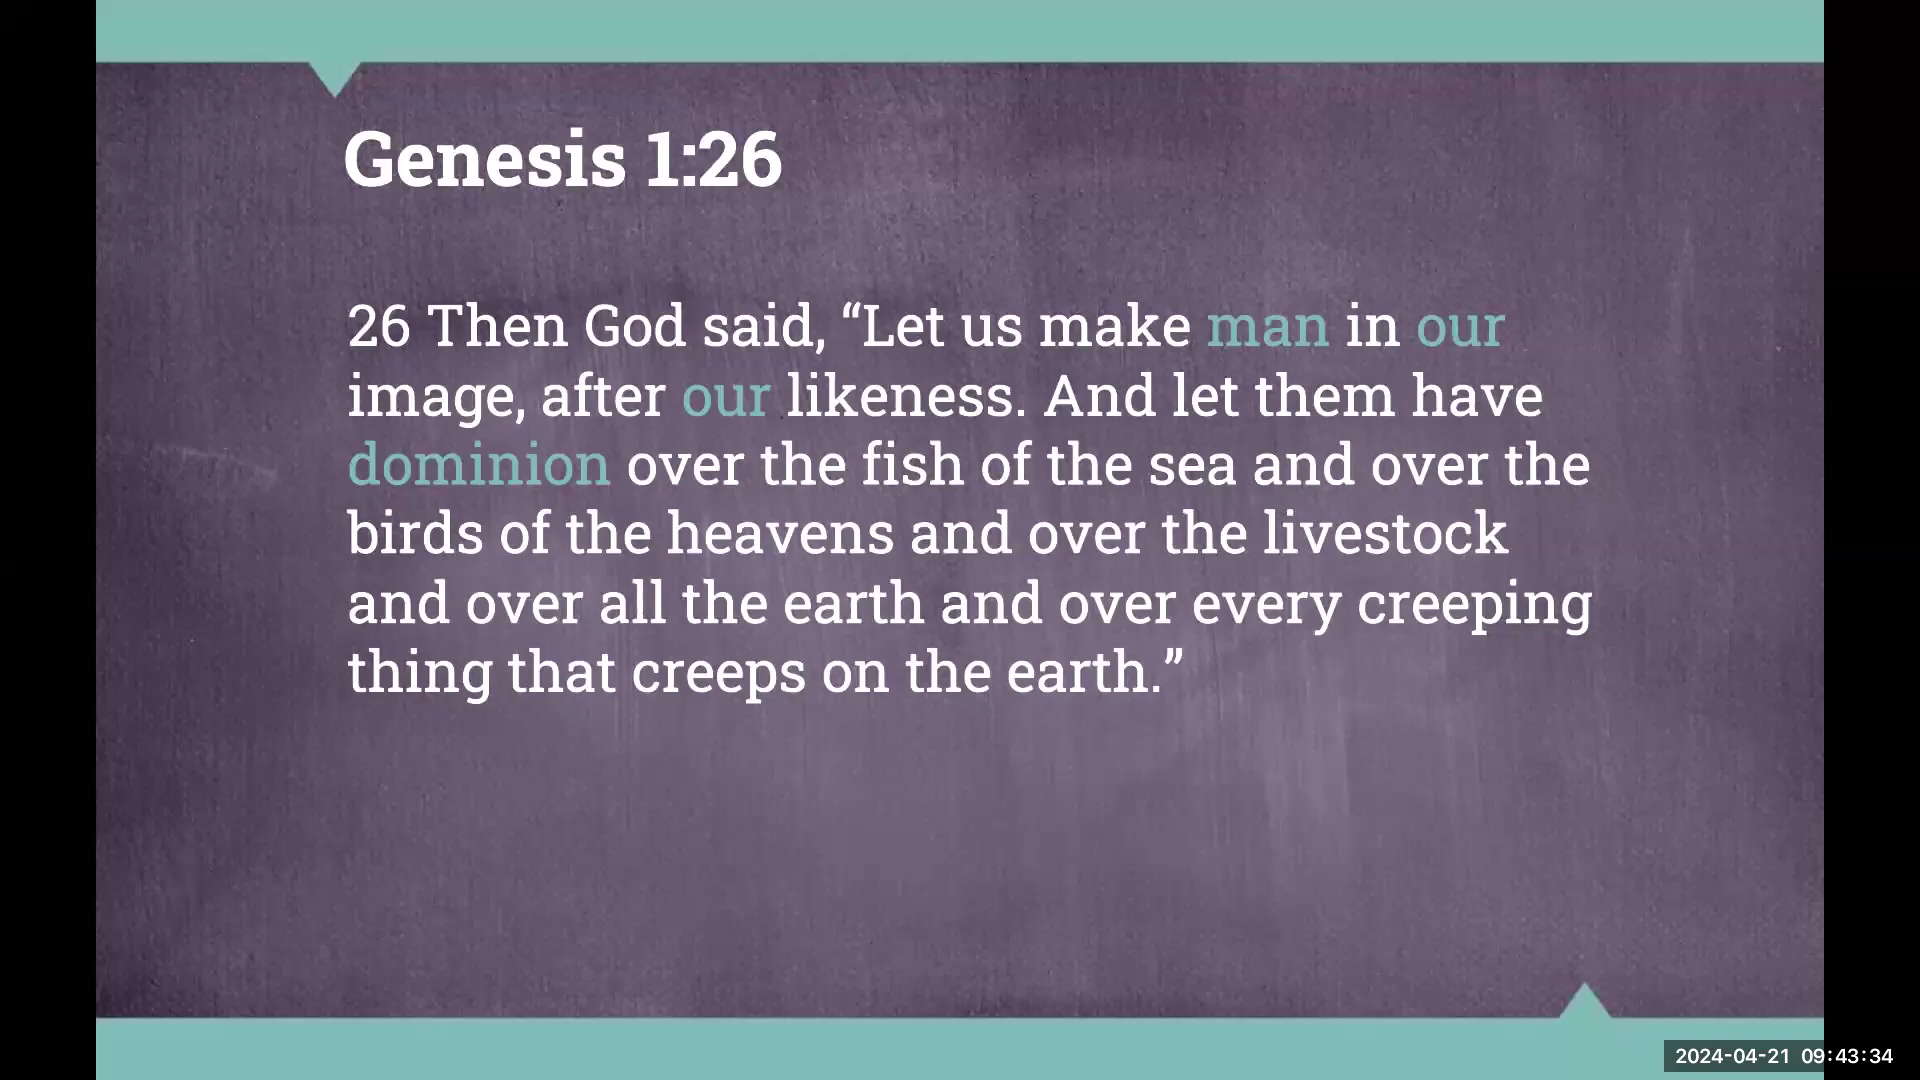 Genesis 1:26
26 Then God said, “Let us make man in our
image, after our likeness. And let them have
dominion over the fish of the sea and over the
birds of the heavens and over the livestock
and over all the earth and over every creeping
thing that creeps on the earth.”
2024-04-21 09:43:34